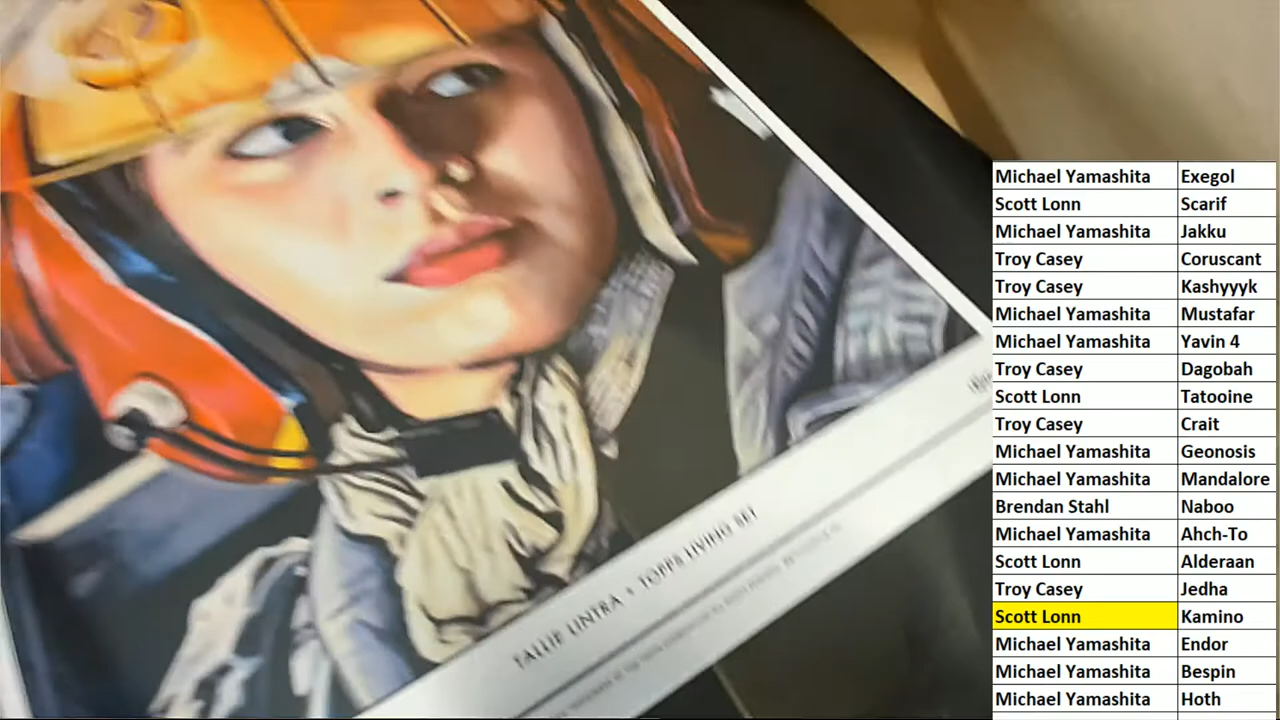 TALLIE LINTRA • TOPPS LIVING SET
Michael Yamashita Exegol
Scott Lonn Scarif
Michael Yamashita Jakku
Troy Casey Coruscant
Troy Casey Kashyyyk
Michael Yamashita Mustafar
Michael Yamashita Yavin 4
Troy Casey Dagobah
Scott Lonn Tatooine
Troy Casey Crait
Michael Yamashita Geonosis
Michael Yamashita Mandalore
Brendan Stahl Naboo
Michael Yamashita Ahch-To
Scott Lonn Alderaan
Troy Casey Jedha
Scott Lonn Kamino
Michael Yamashita Endor
Michael Yamashita Bespin
Michael Yamashita Hoth